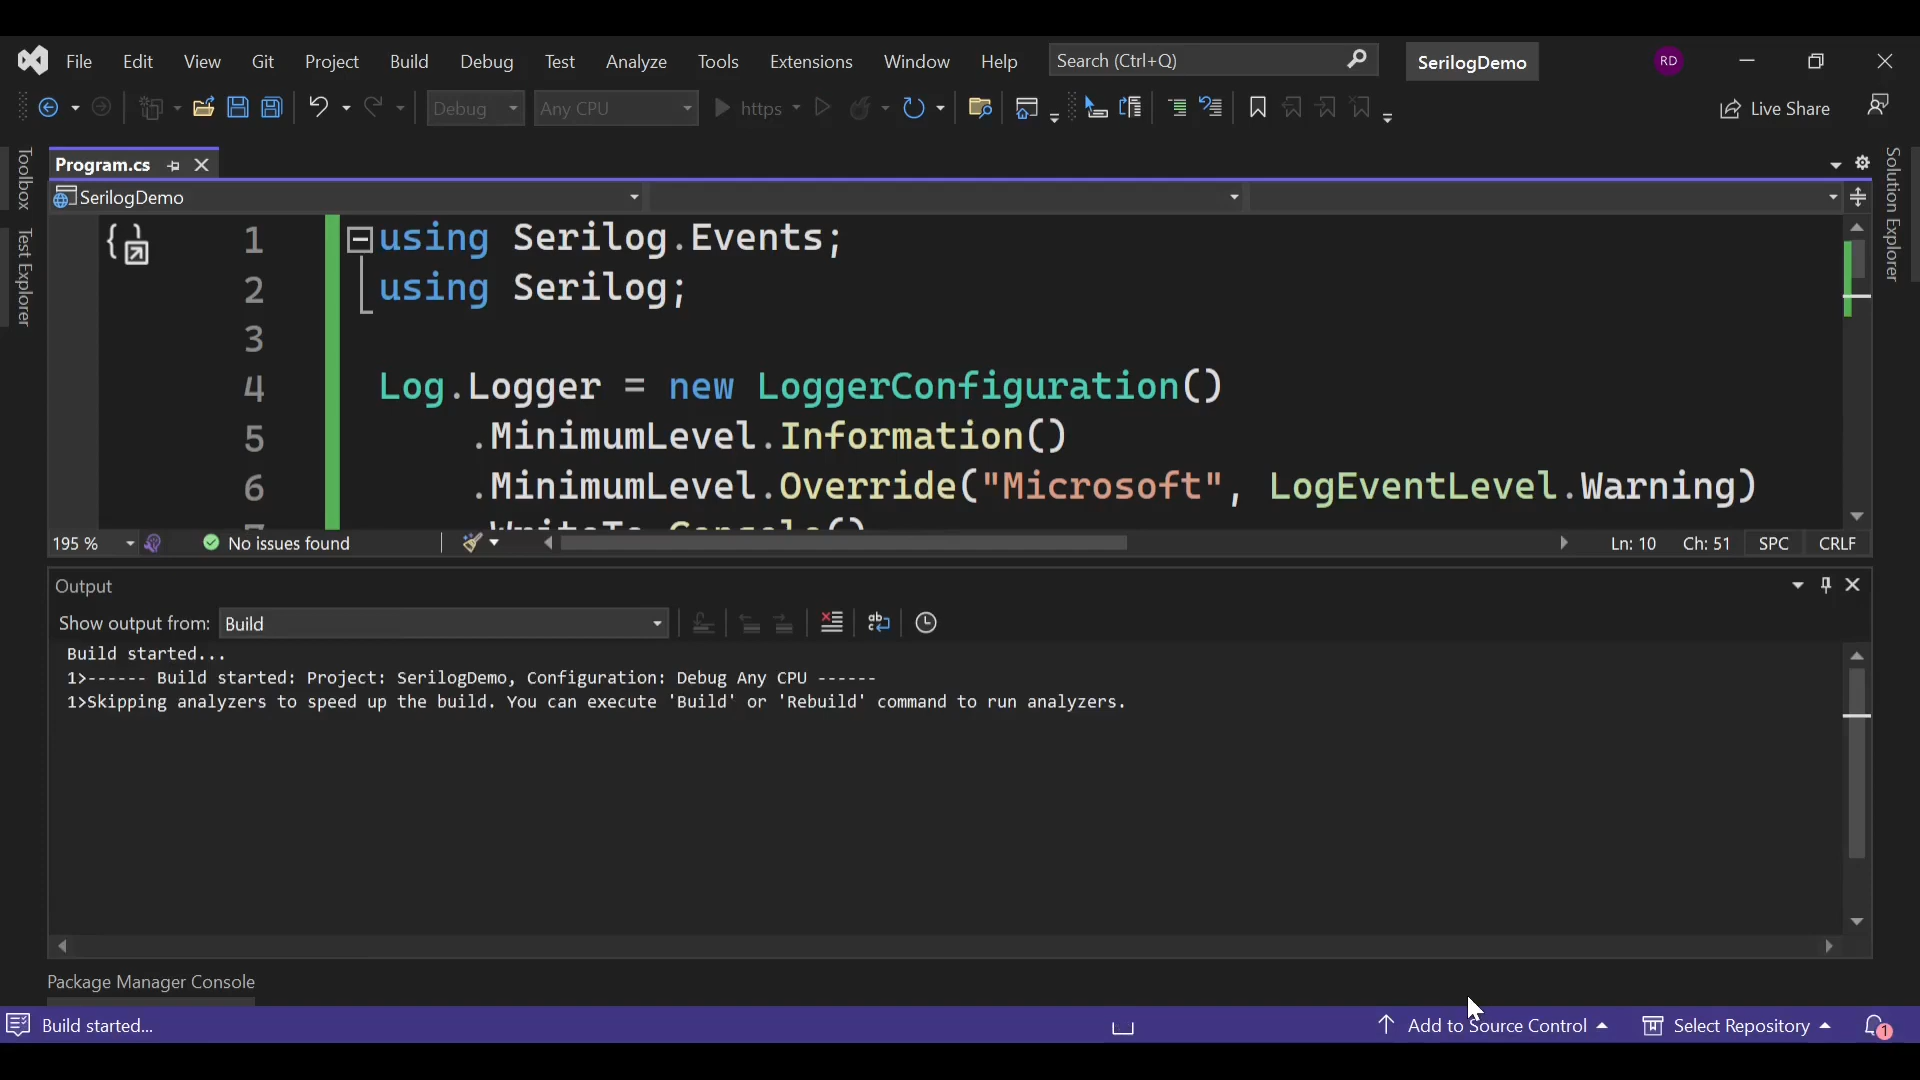 File Edit View Git Project Build Debug Test Analyze Tools Extensions Window Help Search (Ctrl+Q) SerilogDemo RD
Debug Any CPU https Live Share
Toolbox
Test Explorer
Program.cs
SerilogDemo
1 using Serilog.Events;
2 using Serilog;
3
4 Log.Logger = new LoggerConfiguration()
5 .MinimumLevel.Information()
6 .MinimumLevel.Override("Microsoft", LogEventLevel.Warning)
7 .WriteTo.Console()
195 % No issues found Ln: 10 Ch: 51 SPC CRLF
Solution Explorer
Output
Show output from: Build
Build started...
1>------ Build started: Project: SerilogDemo, Configuration: Debug Any CPU ------
1>Skipping analyzers to speed up the build. You can execute 'Build' or 'Rebuild' command to run analyzers.
Package Manager Console
Build started... Add to Source Control Select Repository 1